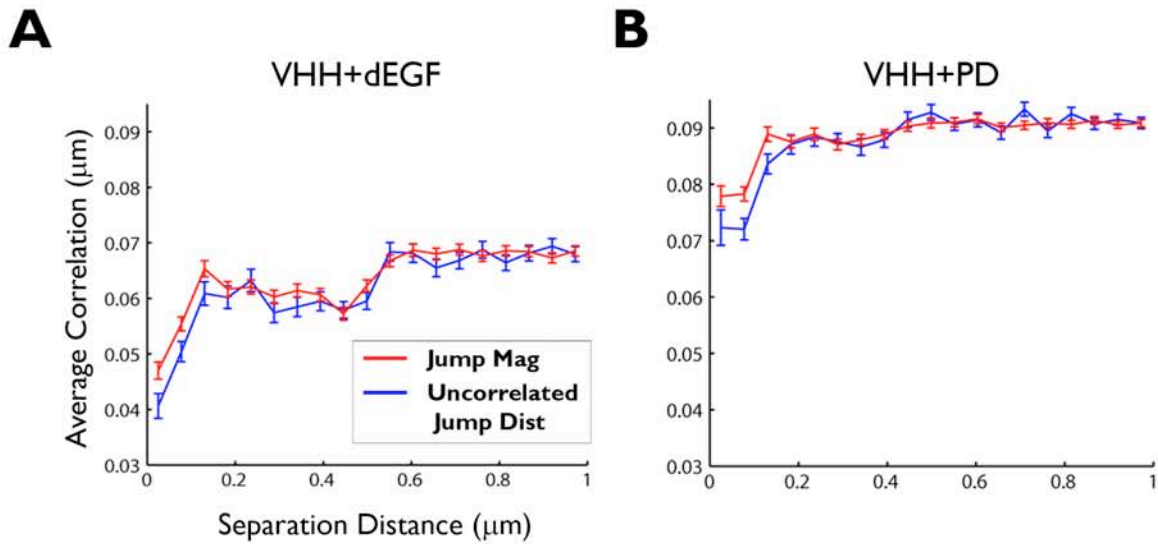 A
VHH+dEGF
Average Correlation (μm)
0.09
0.08
0.07
0.06
0.05
0.04
0.03
0
0.2
0.4
0.6
0.8
1
Jump Mag
Uncorrelated
Jump Dist
Separation Distance (μm)
B
VHH+PD
0.09
0.08
0.07
0.06
0.05
0.04
0.03
0
0.2
0.4
0.6
0.8
1